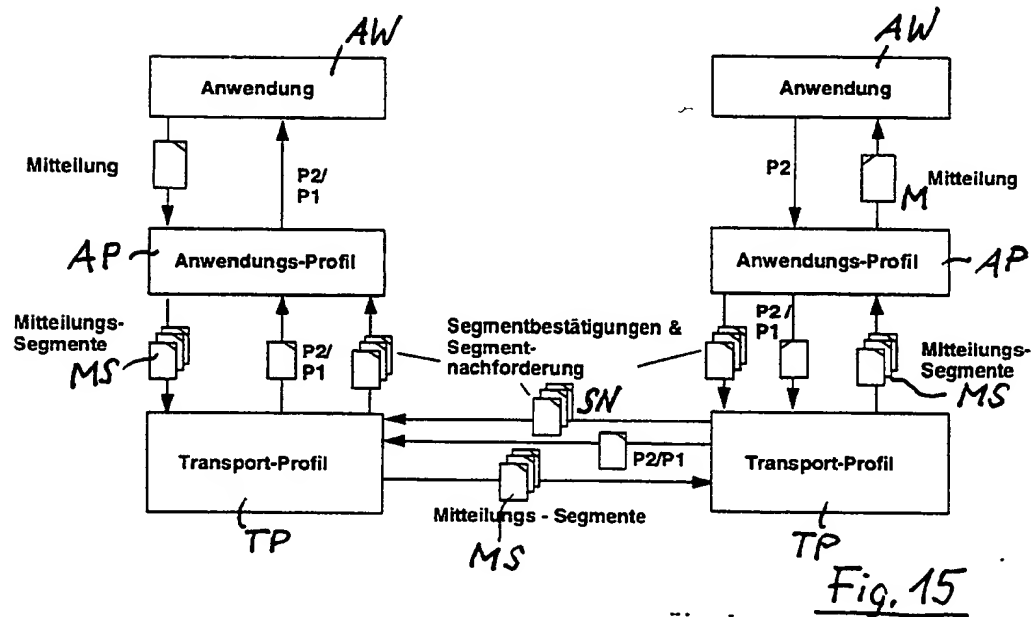 AW
AW
Anwendung
Anwendung
Mitteilung
P2/
P1
P2
M
Mitteilung
AP
Anwendungs-Profil
Anwendungs-Profil
AP
Mitteilungs-
Segmente
MS
P2/
P1
Segmentbestätigungen &
Segment-
nachforderung
P2/
P1
Mitteilungs-
Segmente
MS
SN
Transport-Profil
P2/P1
Transport-Profil
Mitteilungs - Segmente
TP
MS
TP
Fig. 15